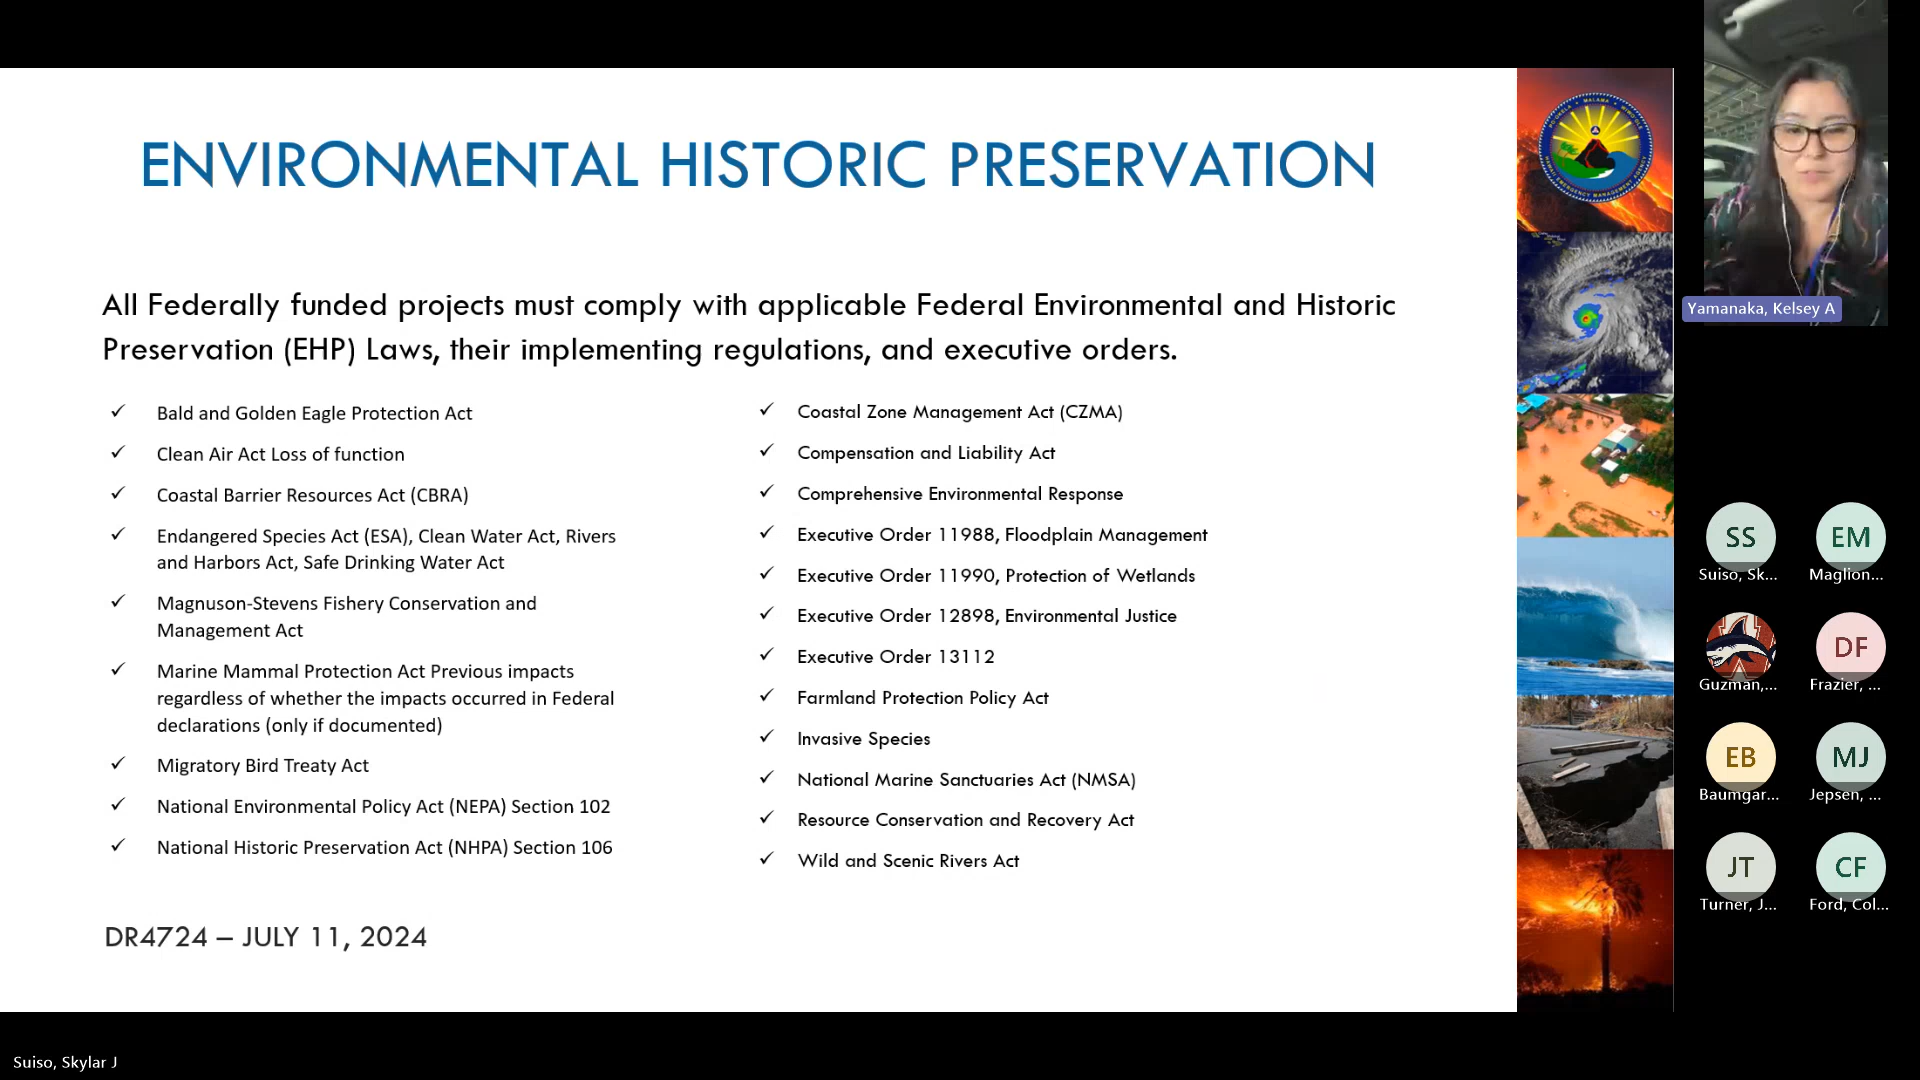 ENVIRONMENTAL HISTORIC PRESERVATION
All Federally funded projects must comply with applicable Federal Environmental and Historic
Preservation (EHP) Laws, their implementing regulations, and executive orders.
✓ Bald and Golden Eagle Protection Act
✓ Clean Air Act Loss of function
✓ Coastal Barrier Resources Act (CBRA)
✓ Endangered Species Act (ESA), Clean Water Act, Rivers
and Harbors Act, Safe Drinking Water Act
✓ Magnuson-Stevens Fishery Conservation and
Management Act
✓ Marine Mammal Protection Act Previous impacts
regardless of whether the impacts occurred in Federal
declarations (only if documented)
✓ Migratory Bird Treaty Act
✓ National Environmental Policy Act (NEPA) Section 102
✓ National Historic Preservation Act (NHPA) Section 106
✓ Coastal Zone Management Act (CZMA)
✓ Compensation and Liability Act
✓ Comprehensive Environmental Response
✓ Executive Order 11988, Floodplain Management
✓ Executive Order 11990, Protection of Wetlands
✓ Executive Order 12898, Environmental Justice
✓ Executive Order 13112
✓ Farmland Protection Policy Act
✓ Invasive Species
✓ National Marine Sanctuaries Act (NMSA)
✓ Resource Conservation and Recovery Act
✓ Wild and Scenic Rivers Act
DR4724 – JULY 11, 2024
HAWAII EMERGENCY MANAGEMENT AGENCY
Yamanaka, Kelsey A
SS
Suiso, Sk...
EM
Maglion...
Guzman,...
DF
Frazier, ...
EB
Baumgar...
MJ
Jepsen, ...
JT
Turner, J...
CF
Ford, Col...
Suiso, Skylar J